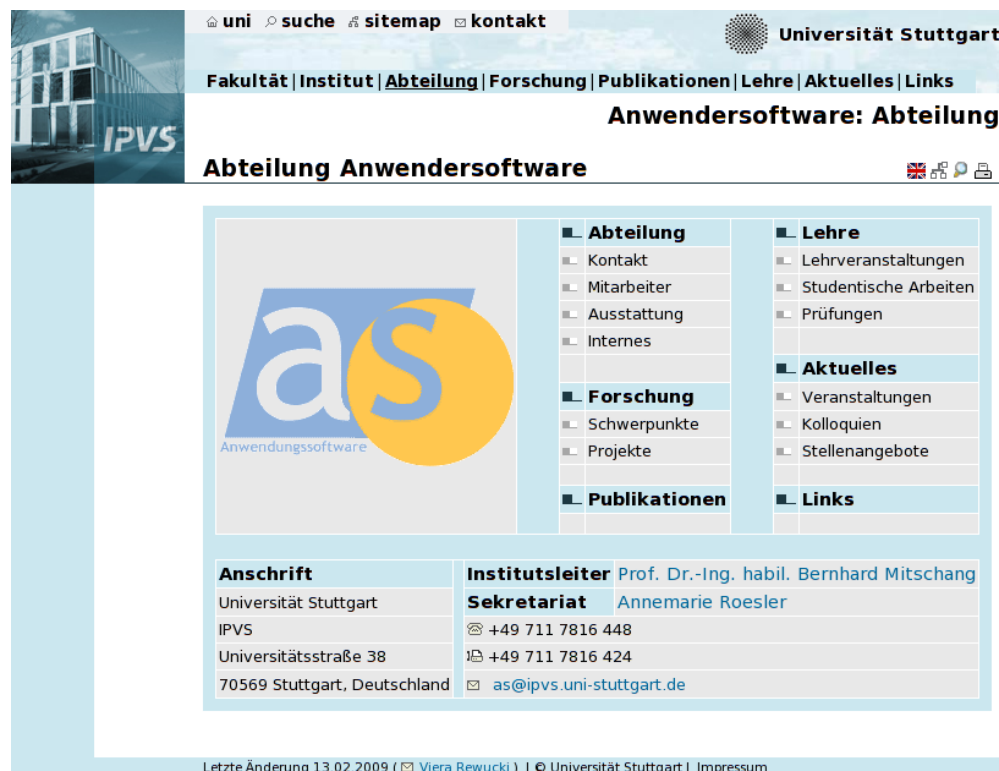 uni suche sitemap kontakt
Universität Stuttgart
Fakultät|Institut|Abteilung|Forschung|Publikationen|Lehre|Aktuelles|Links
IPVS
Anwendersoftware: Abteilung
Abteilung Anwendersoftware
as
Anwendungssoftware
Abteilung
Kontakt
Mitarbeiter
Ausstattung
Internes
Forschung
Schwerpunkte
Projekte
Publikationen
Lehre
Lehrveranstaltungen
Studentische Arbeiten
Prüfungen
Aktuelles
Veranstaltungen
Kolloquien
Stellenangebote
Links
Anschrift
Universität Stuttgart
IPVS
Universitätsstraße 38
70569 Stuttgart, Deutschland
Institutsleiter Prof. Dr.-Ing. habil. Bernhard Mitschang
Sekretariat Annemarie Roesler
+49 711 7816 448
+49 711 7816 424
as@ipvs.uni-stuttgart.de
Letzte Änderung 13.02.2009 ( Viera Rewucki ) | © Universität Stuttgart | Impressum